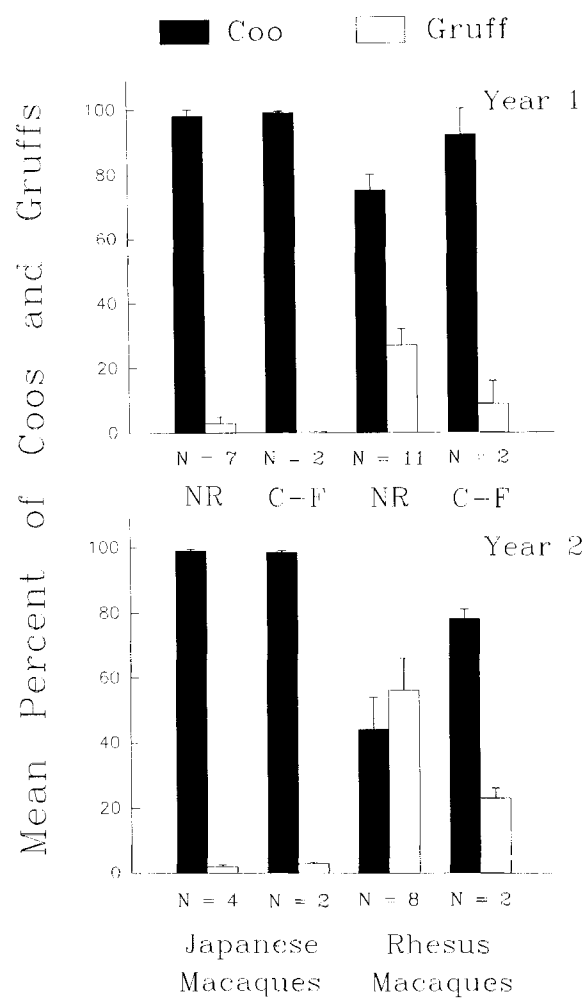 Coo Gruff
Mean Percent of Coos and Gruffs
Year 1
100
80
60
40
20
0
N - 7 N - 2 N = 11 N = 2
NR C-F NR C-F
Year 2
100
80
60
40
20
0
N = 4 N = 2 N = 8 N = 2
Japanese Rhesus
Macaques Macaques